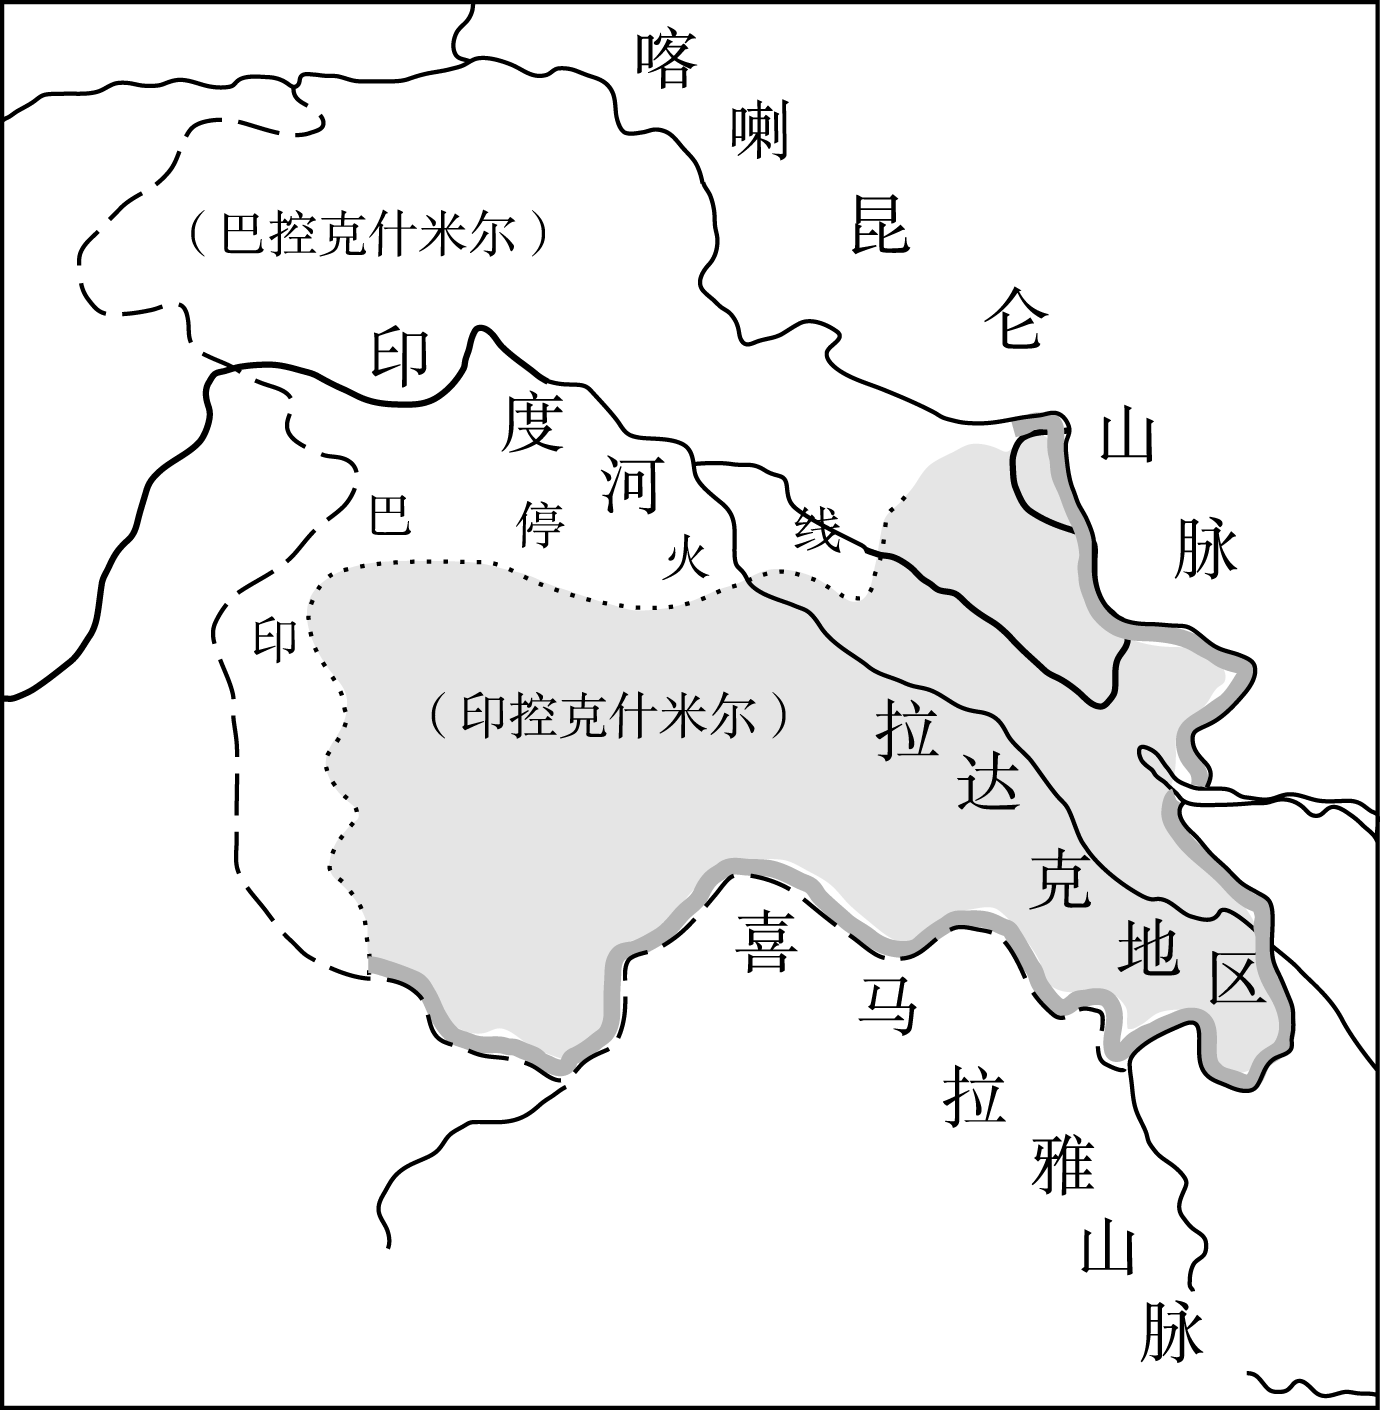 喀喇昆仑山脉
（巴控克什米尔）
印度河
印巴停火线
（印控克什米尔）
拉达克地区
喜马拉雅山脉